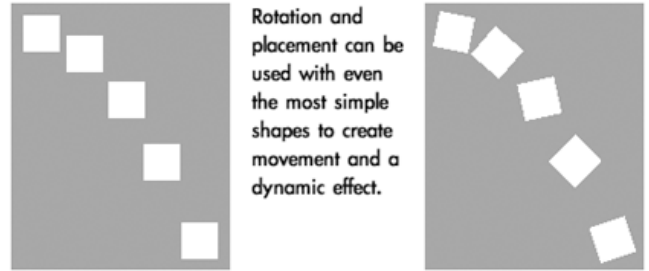 Rotation and
placement can be
used with even
the most simple
shapes to create
movement and a
dynamic effect.